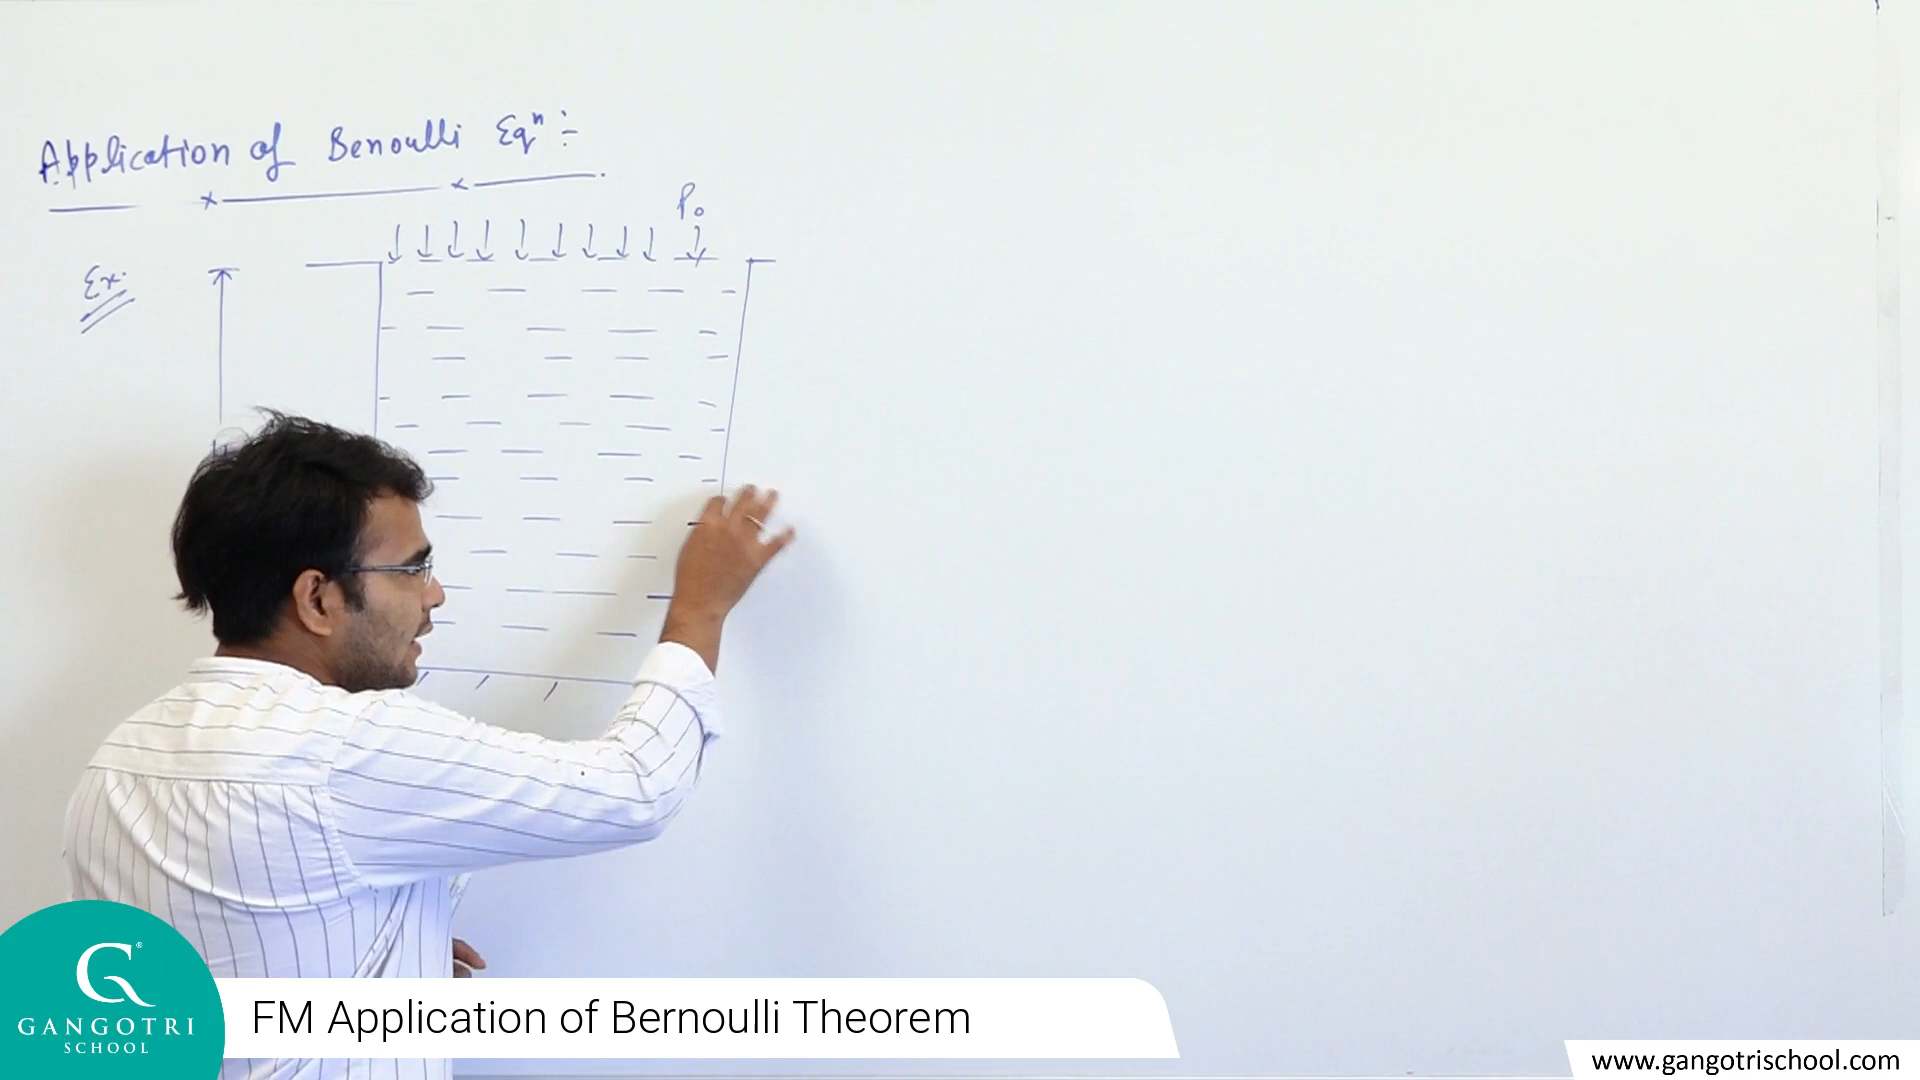 Application of Benoulli Eqⁿ :-
P₀
Ex.
G®
GANGOTRI
SCHOOL
FM Application of Bernoulli Theorem
www.gangotrischool.com